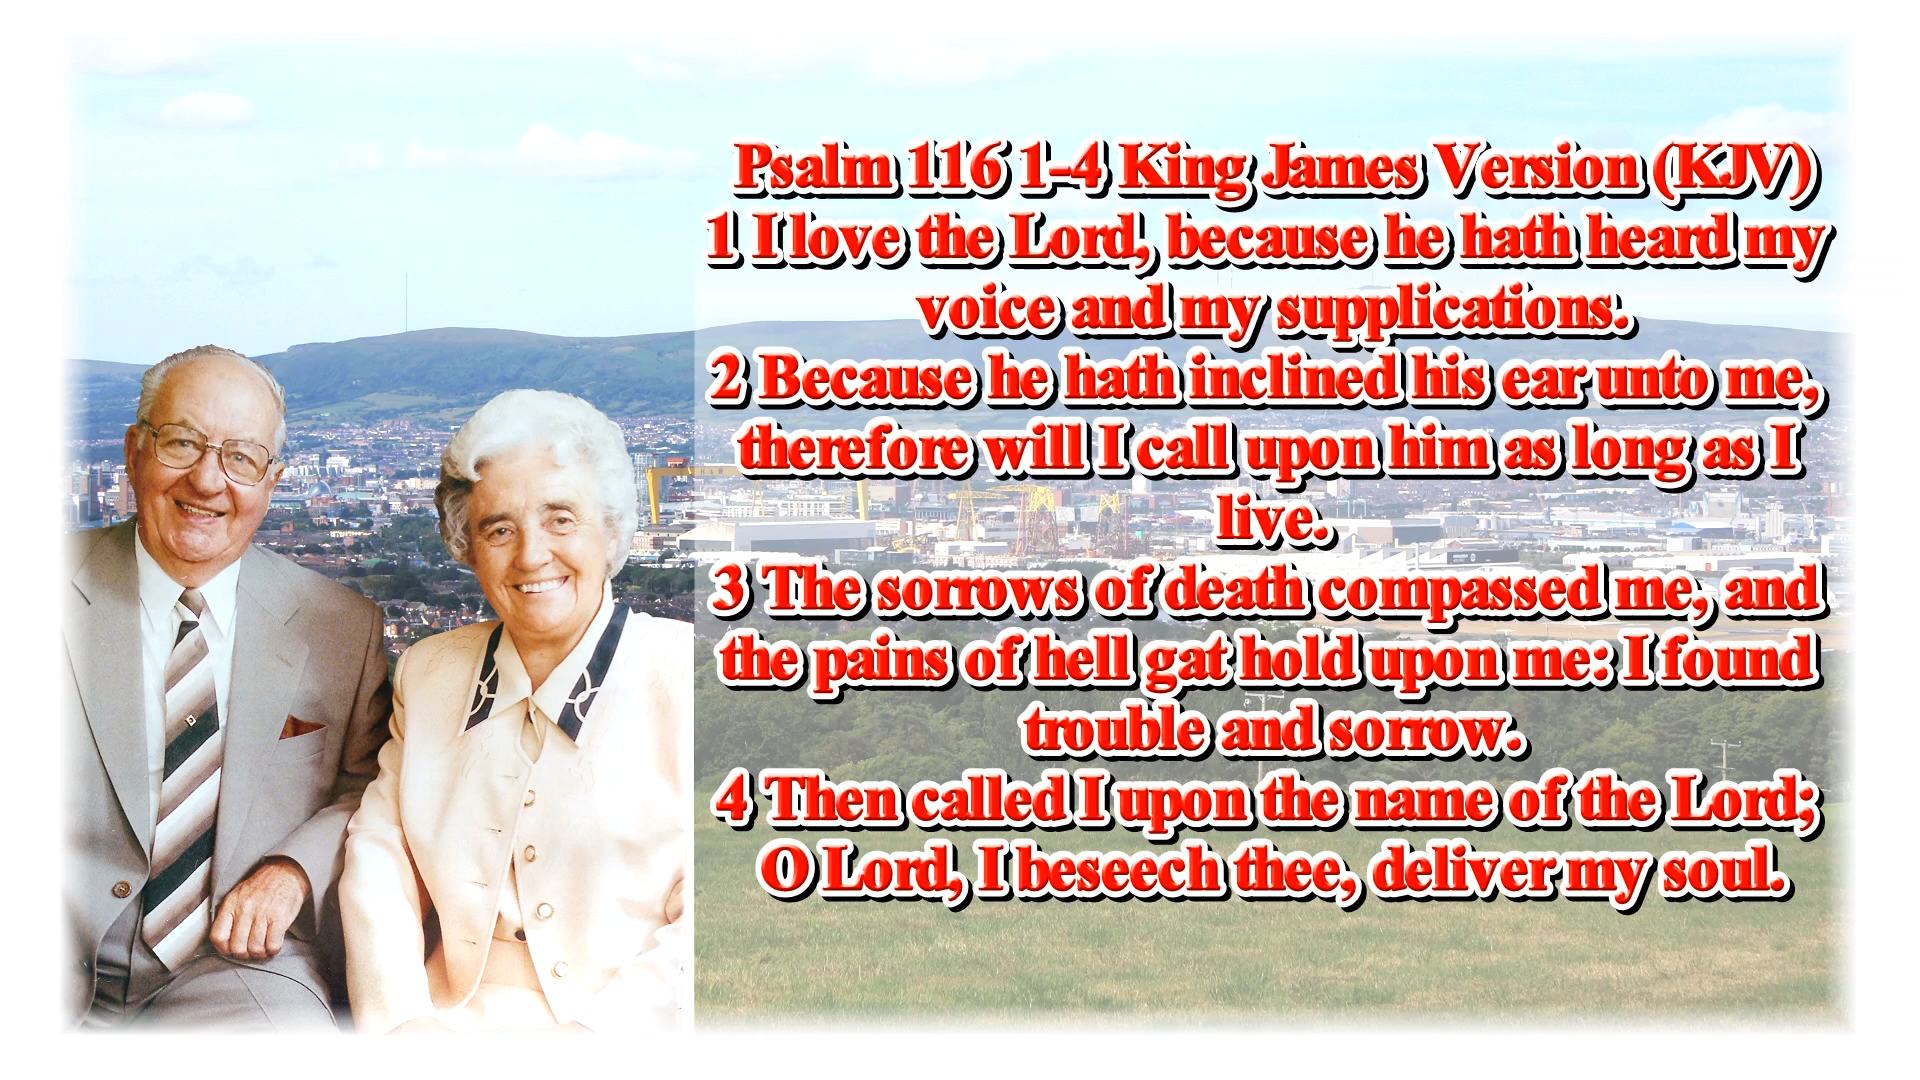 Psalm 116 1-4 King James Version (KJV)
1 I love the Lord, because he hath heard my
voice and my supplications.
2 Because he hath inclined his ear unto me,
therefore will I call upon him as long as I
live.
3 The sorrows of death compassed me, and
the pains of hell gat hold upon me: I found
trouble and sorrow.
4 Then called I upon the name of the Lord;
O Lord, I beseech thee, deliver my soul.